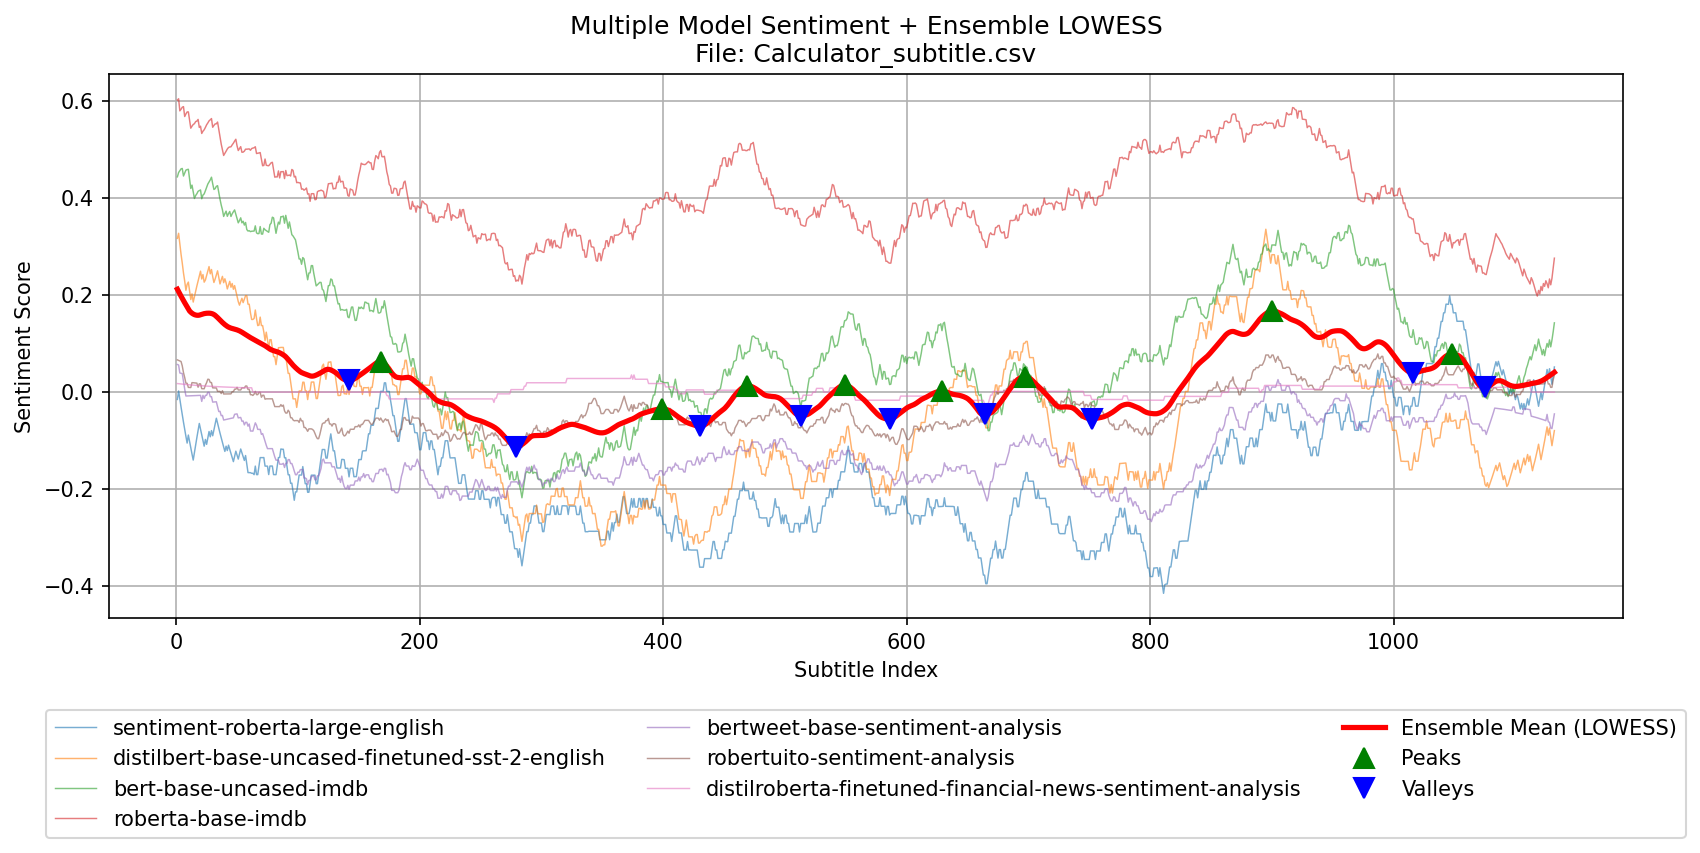 Multiple Model Sentiment + Ensemble LOWESS
File: Calculator_subtitle.csv
Sentiment Score
0.6
0.4
0.2
0.0
−0.2
−0.4
0
200
400
600
800
1000
Subtitle Index
sentiment-roberta-large-english
distilbert-base-uncased-finetuned-sst-2-english
bert-base-uncased-imdb
roberta-base-imdb
bertweet-base-sentiment-analysis
robertuito-sentiment-analysis
distilroberta-finetuned-financial-news-sentiment-analysis
Ensemble Mean (LOWESS)
Peaks
Valleys